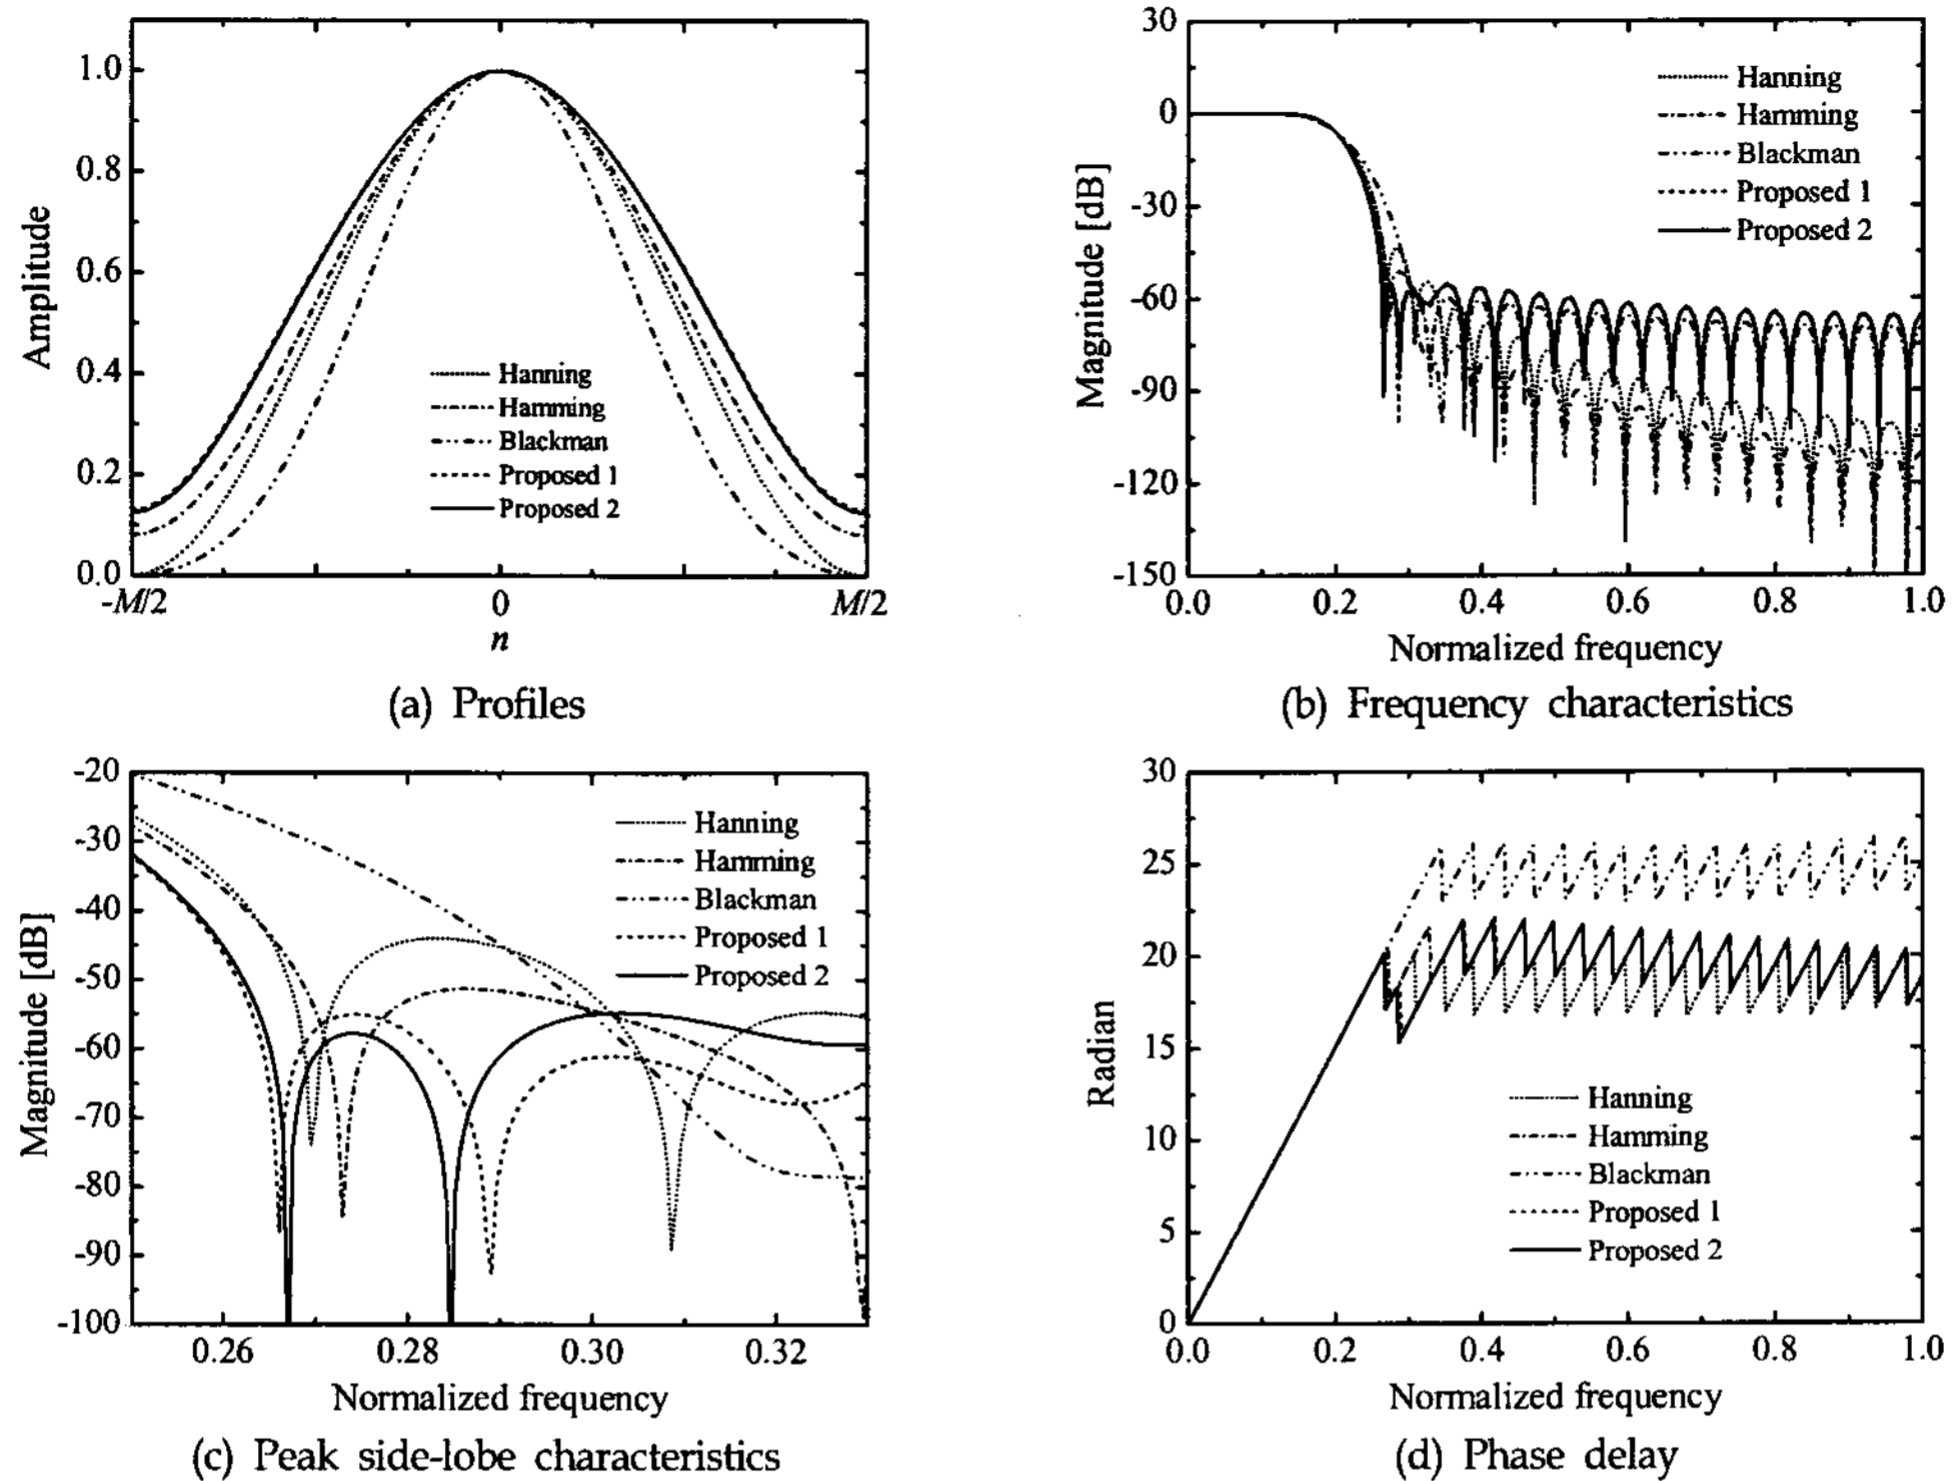 1.0
0.8
0.6
0.4
0.2
0.0
Amplitude
Hanning
Hamming
Blackman
Proposed 1
Proposed 2
-M/2 0 M/2
n
(a) Profiles
30
0
-30
-60
-90
-120
-150
Magnitude [dB]
Hanning
Hamming
Blackman
Proposed 1
Proposed 2
0.0 0.2 0.4 0.6 0.8 1.0
Normalized frequency
(b) Frequency characteristics
-20
-30
-40
-50
-60
-70
-80
-90
-100
Magnitude [dB]
Hanning
Hamming
Blackman
Proposed 1
Proposed 2
0.26 0.28 0.30 0.32
Normalized frequency
(c) Peak side-lobe characteristics
30
25
20
15
10
5
0
Radian
Hanning
Hamming
Blackman
Proposed 1
Proposed 2
0.0 0.2 0.4 0.6 0.8 1.0
Normalized frequency
(d) Phase delay